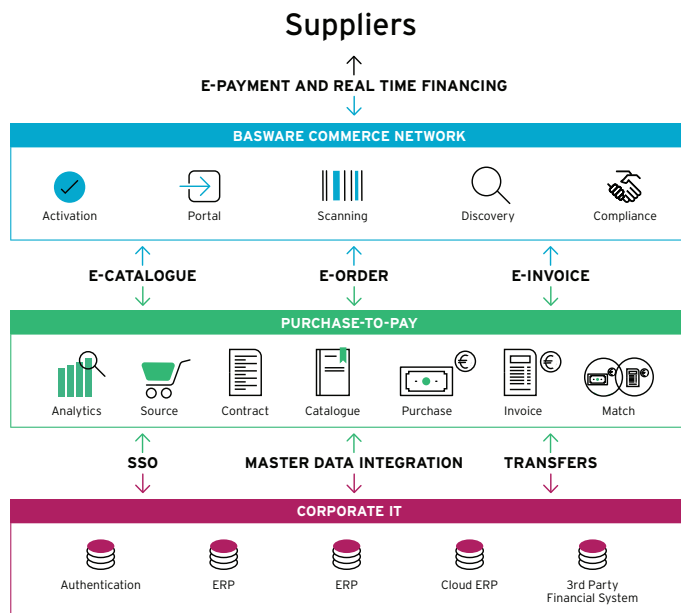 Suppliers
E-PAYMENT AND REAL TIME FINANCING
BASWARE COMMERCE NETWORK
Activation
Portal
Scanning
Discovery
Compliance
E-CATALOGUE
E-ORDER
E-INVOICE
PURCHASE-TO-PAY
€
€
€
Analytics
Source
Contract
Catalogue
Purchase
Invoice
Match
SSO
MASTER DATA INTEGRATION
TRANSFERS
CORPORATE IT
Authentication
ERP
ERP
Cloud ERP
3rd Party
Financial System